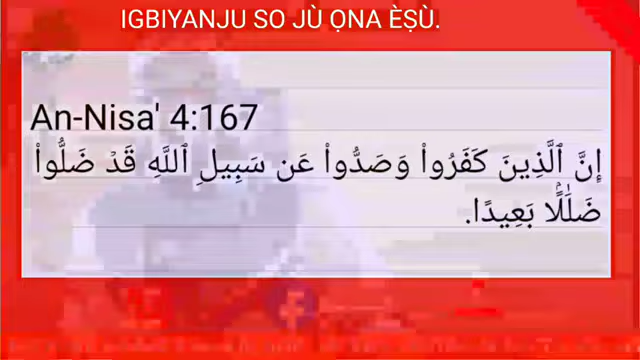 IGBIYANJU SO JÙ ỌNA ÈṢÙ.
An-Nisa' 4:167
إِنَّ ٱلَّذِينَ كَفَرُوا۟ وَصَدُّوا۟ عَن سَبِيلِ ٱللَّهِ قَدْ ضَلُّوا۟
ضَلَٰلًۢا بَعِيدًا.